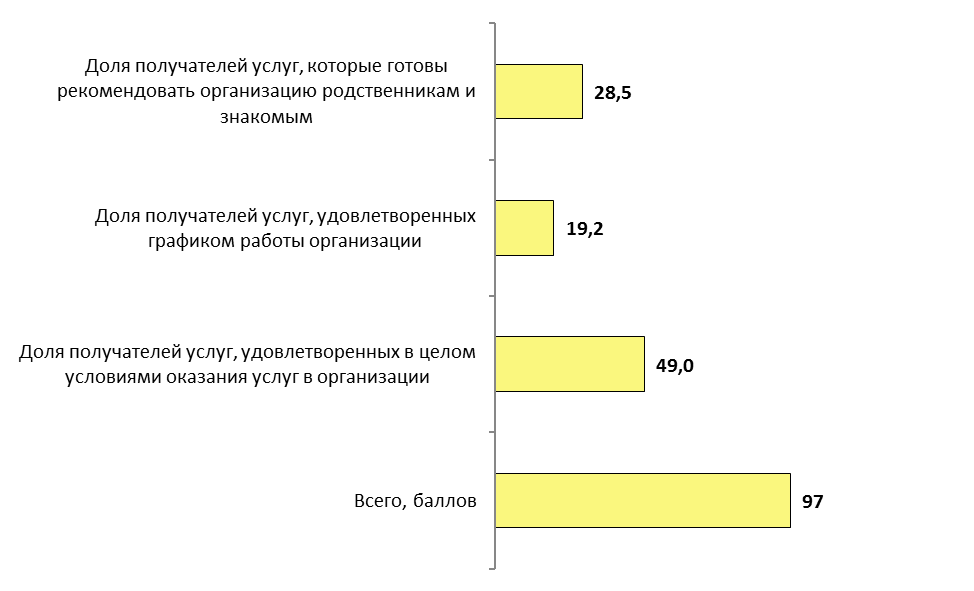 Доля получателей услуг, которые готовы
рекомендовать организацию родственникам и
знакомым
28,5
Доля получателей услуг, удовлетворенных
графиком работы организации
19,2
Доля получателей услуг, удовлетворенных в целом
условиями оказания услуг в организации
49,0
Всего, баллов
97